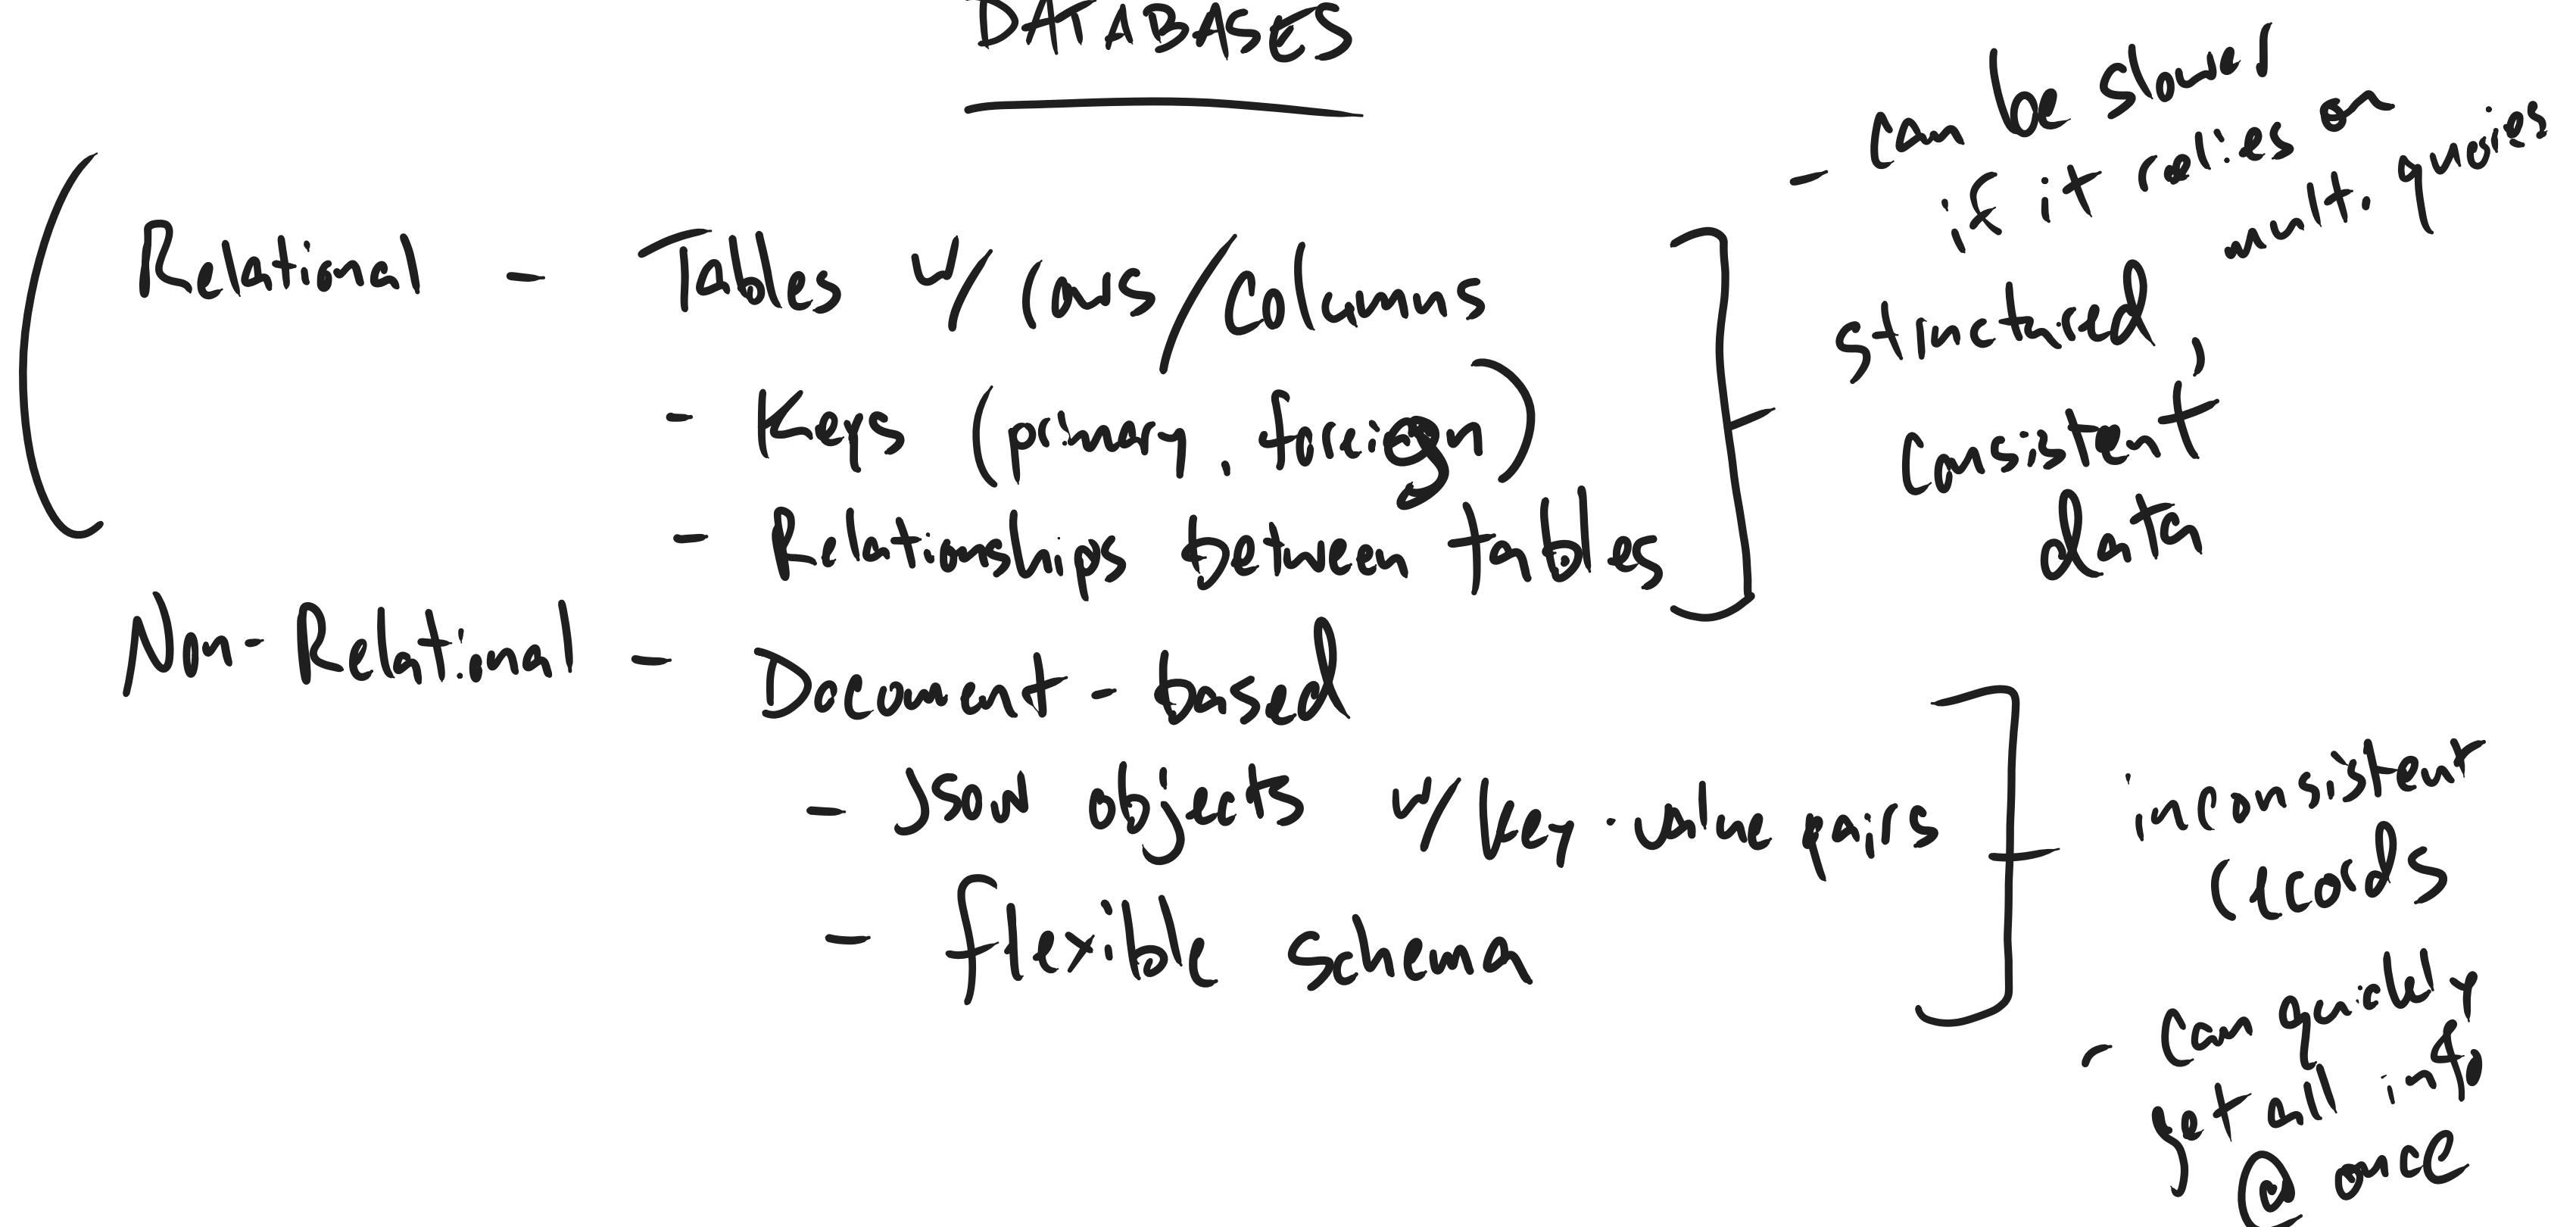 DATABASES
Relational - Tables w/ rows/columns
- Keys (primary, foreign)
- Relationships between tables
- can be slower
if it relies on
mult. queries
structured,
consistent
data
Non-Relational - Document-based
- JSON objects w/ key-value pairs
- flexible schema
inconsistent
records
- can quickly
get all info
@ once